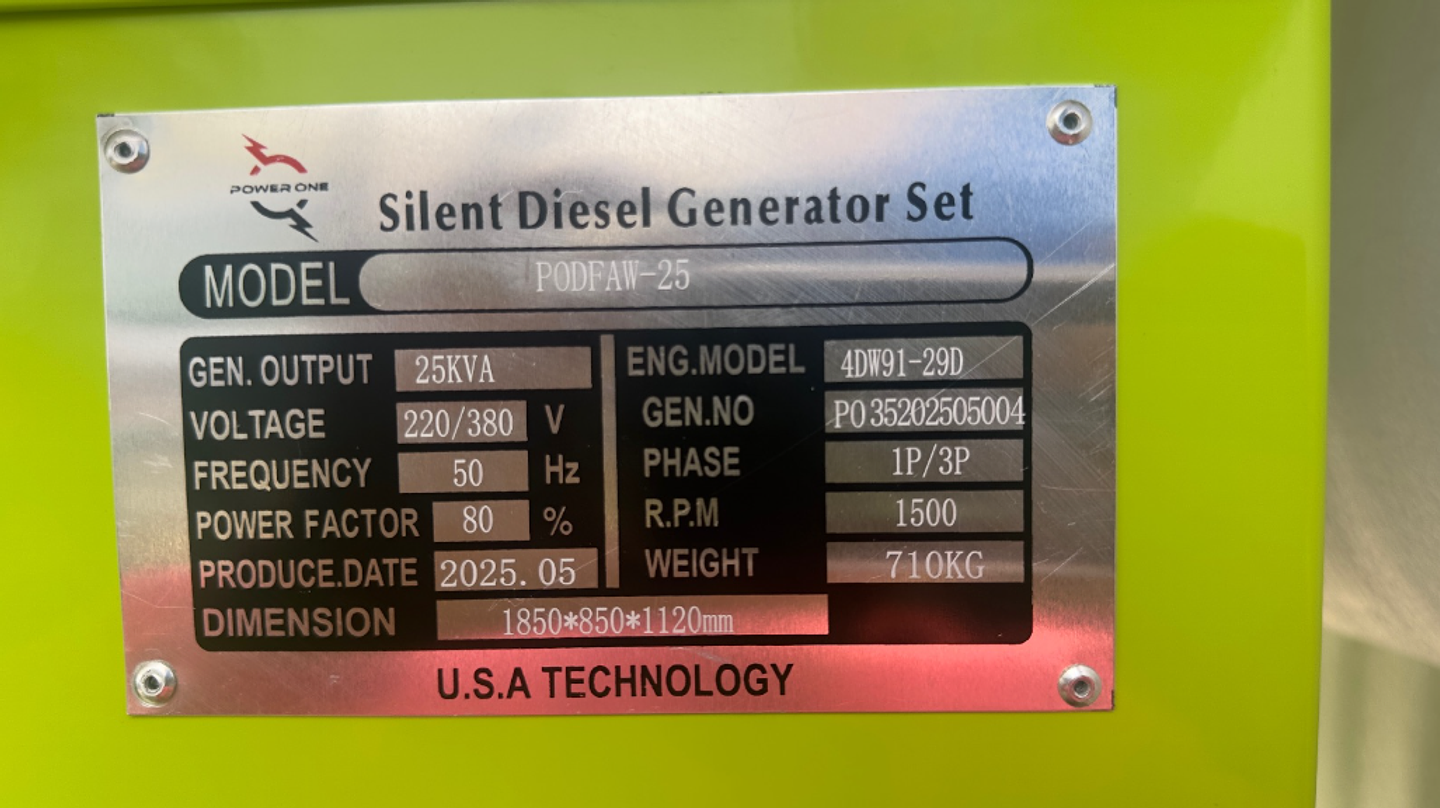 POWER ONE
Silent Diesel Generator Set
MODEL PODFAW-25
GEN. OUTPUT 25KVA
VOLTAGE 220/380 V
FREQUENCY 50 Hz
POWER FACTOR 80 %
PRODUCE.DATE 2025.05
DIMENSION 1850*850*1120mm
ENG.MODEL 4DW91-29D
GEN.NO PO35202505004
PHASE 1P/3P
R.P.M 1500
WEIGHT 710KG
U.S.A TECHNOLOGY